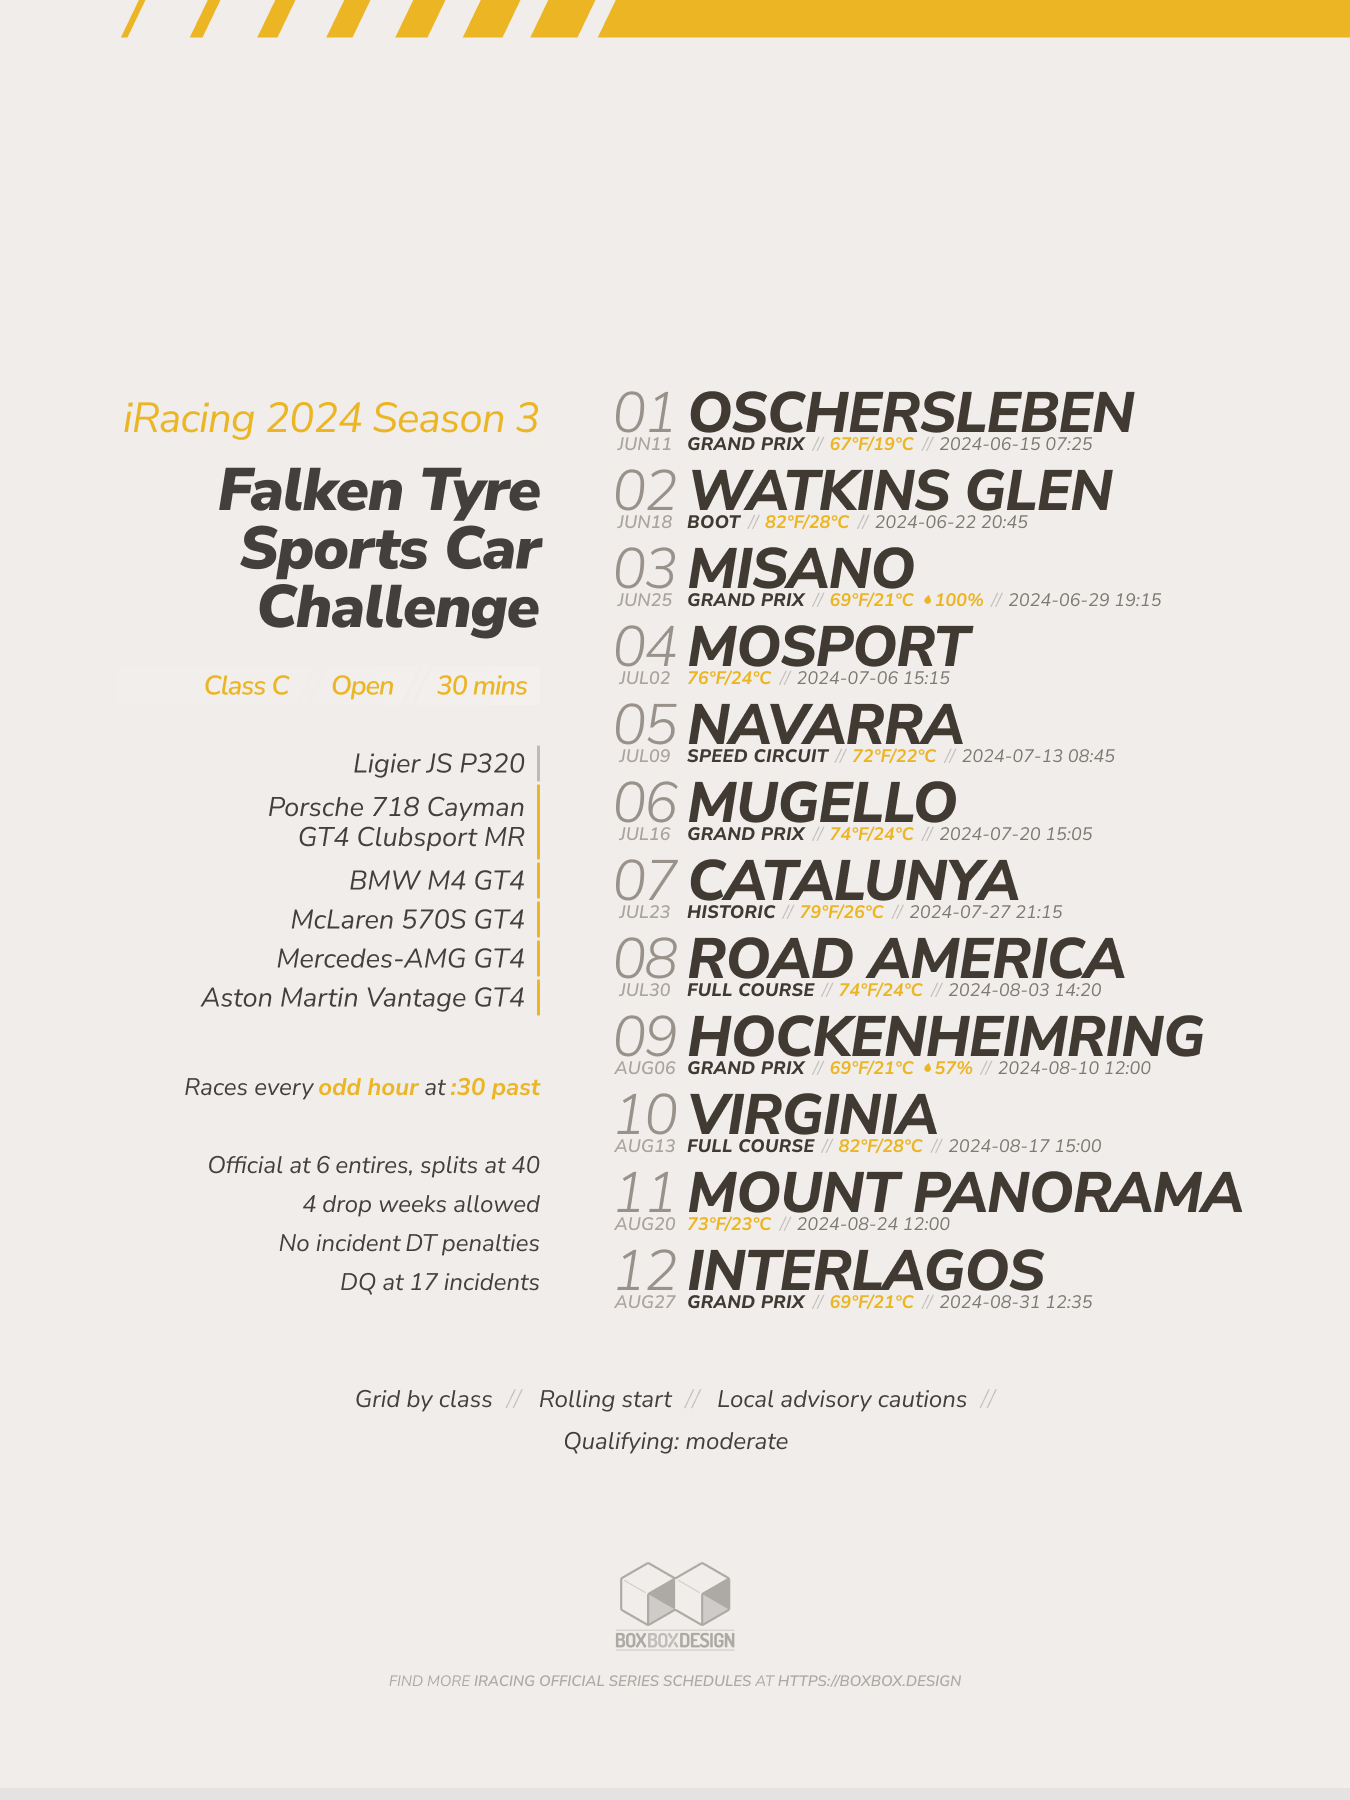 iRacing 2024 Season 3
Falken Tyre
Sports Car
Challenge
Class C Open 30 mins
Ligier JS P320
Porsche 718 Cayman
GT4 Clubsport MR
BMW M4 GT4
McLaren 570S GT4
Mercedes-AMG GT4
Aston Martin Vantage GT4
Races every odd hour at :30 past
Official at 6 entires, splits at 40
4 drop weeks allowed
No incident DT penalties
DQ at 17 incidents
01 OSCHERSLEBEN
JUN11 GRAND PRIX // 67°F/19°C // 2024-06-15 07:25
02 WATKINS GLEN
JUN18 BOOT // 82°F/28°C // 2024-06-22 20:45
03 MISANO
JUN25 GRAND PRIX // 69°F/21°C 100% // 2024-06-29 19:15
04 MOSPORT
JUL02 76°F/24°C // 2024-07-06 15:15
05 NAVARRA
JUL09 SPEED CIRCUIT // 72°F/22°C // 2024-07-13 08:45
06 MUGELLO
JUL16 GRAND PRIX // 74°F/24°C // 2024-07-20 15:05
07 CATALUNYA
JUL23 HISTORIC // 79°F/26°C // 2024-07-27 21:15
08 ROAD AMERICA
JUL30 FULL COURSE // 74°F/24°C // 2024-08-03 14:20
09 HOCKENHEIMRING
AUG06 GRAND PRIX // 69°F/21°C 57% // 2024-08-10 12:00
10 VIRGINIA
AUG13 FULL COURSE // 82°F/28°C // 2024-08-17 15:00
11 MOUNT PANORAMA
AUG20 73°F/23°C // 2024-08-24 12:00
12 INTERLAGOS
AUG27 GRAND PRIX // 69°F/21°C // 2024-08-31 12:35
Grid by class // Rolling start // Local advisory cautions //
Qualifying: moderate
BOXBOXDESIGN
FIND MORE IRACING OFFICIAL SERIES SCHEDULES AT HTTPS://BOXBOX.DESIGN